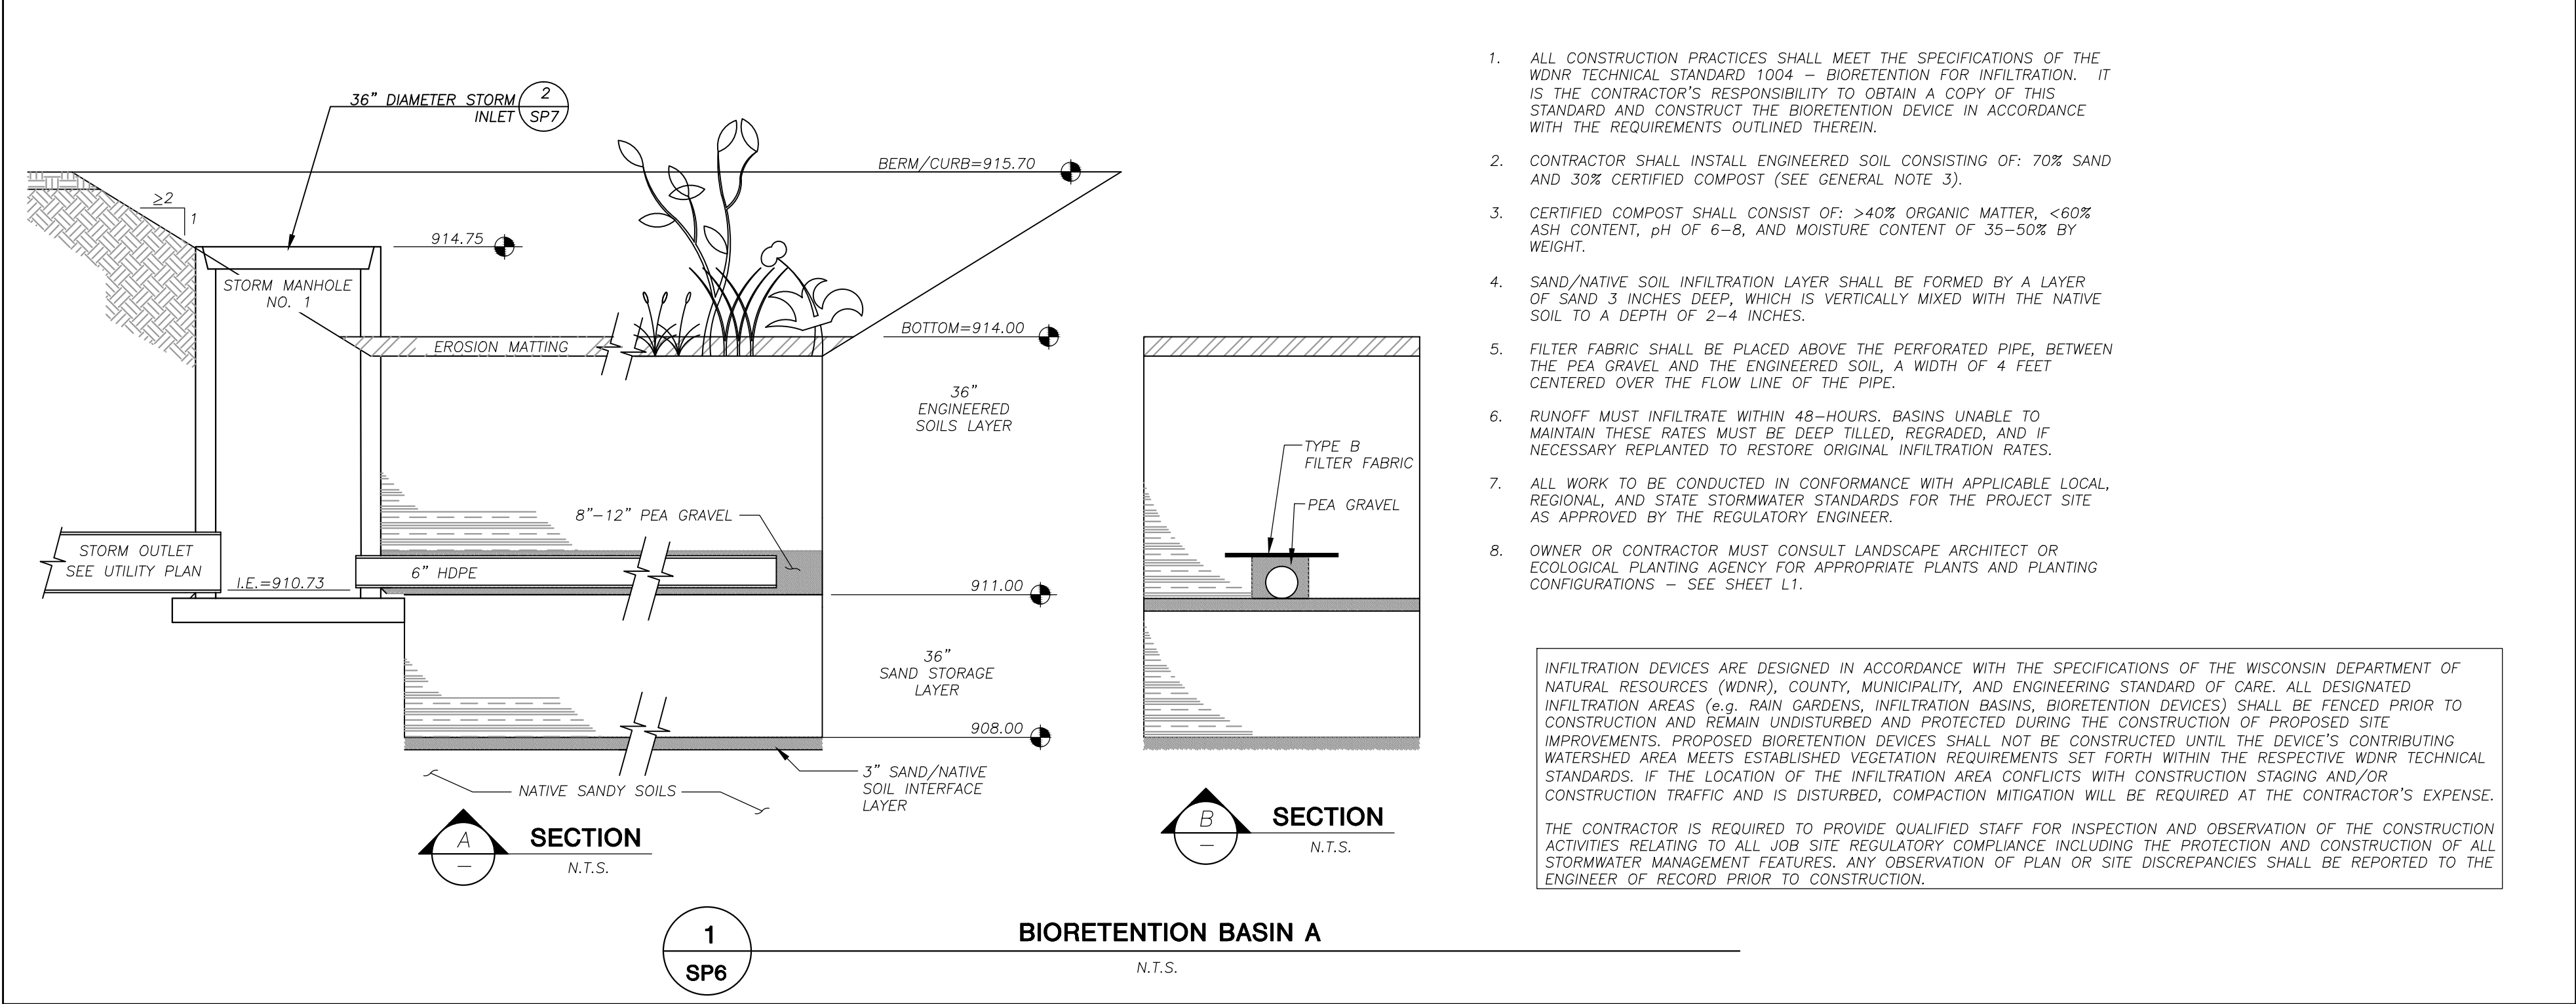 36" DIAMETER STORM
INLET
2
SP7
BERM/CURB=915.70
≥2
1
914.75
STORM MANHOLE
NO. 1
BOTTOM=914.00
EROSION MATTING
36"
ENGINEERED
SOILS LAYER
8"-12" PEA GRAVEL
STORM OUTLET
SEE UTILITY PLAN
I.E.=910.73
6" HDPE
911.00
36"
SAND STORAGE
LAYER
908.00
3" SAND/NATIVE
SOIL INTERFACE
LAYER
NATIVE SANDY SOILS
A
–
SECTION
N.T.S.
TYPE B
FILTER FABRIC
PEA GRAVEL
B
–
SECTION
N.T.S.
1
SP6
BIORETENTION BASIN A
N.T.S.
1. ALL CONSTRUCTION PRACTICES SHALL MEET THE SPECIFICATIONS OF THE
WDNR TECHNICAL STANDARD 1004 – BIORETENTION FOR INFILTRATION. IT
IS THE CONTRACTOR'S RESPONSIBILITY TO OBTAIN A COPY OF THIS
STANDARD AND CONSTRUCT THE BIORETENTION DEVICE IN ACCORDANCE
WITH THE REQUIREMENTS OUTLINED THEREIN.
2. CONTRACTOR SHALL INSTALL ENGINEERED SOIL CONSISTING OF: 70% SAND
AND 30% CERTIFIED COMPOST (SEE GENERAL NOTE 3).
3. CERTIFIED COMPOST SHALL CONSIST OF: >40% ORGANIC MATTER, <60%
ASH CONTENT, pH OF 6–8, AND MOISTURE CONTENT OF 35–50% BY
WEIGHT.
4. SAND/NATIVE SOIL INFILTRATION LAYER SHALL BE FORMED BY A LAYER
OF SAND 3 INCHES DEEP, WHICH IS VERTICALLY MIXED WITH THE NATIVE
SOIL TO A DEPTH OF 2–4 INCHES.
5. FILTER FABRIC SHALL BE PLACED ABOVE THE PERFORATED PIPE, BETWEEN
THE PEA GRAVEL AND THE ENGINEERED SOIL, A WIDTH OF 4 FEET
CENTERED OVER THE FLOW LINE OF THE PIPE.
6. RUNOFF MUST INFILTRATE WITHIN 48–HOURS. BASINS UNABLE TO
MAINTAIN THESE RATES MUST BE DEEP TILLED, REGRADED, AND IF
NECESSARY REPLANTED TO RESTORE ORIGINAL INFILTRATION RATES.
7. ALL WORK TO BE CONDUCTED IN CONFORMANCE WITH APPLICABLE LOCAL,
REGIONAL, AND STATE STORMWATER STANDARDS FOR THE PROJECT SITE
AS APPROVED BY THE REGULATORY ENGINEER.
8. OWNER OR CONTRACTOR MUST CONSULT LANDSCAPE ARCHITECT OR
ECOLOGICAL PLANTING AGENCY FOR APPROPRIATE PLANTS AND PLANTING
CONFIGURATIONS – SEE SHEET L1.
INFILTRATION DEVICES ARE DESIGNED IN ACCORDANCE WITH THE SPECIFICATIONS OF THE WISCONSIN DEPARTMENT OF
NATURAL RESOURCES (WDNR), COUNTY, MUNICIPALITY, AND ENGINEERING STANDARD OF CARE. ALL DESIGNATED
INFILTRATION AREAS (e.g. RAIN GARDENS, INFILTRATION BASINS, BIORETENTION DEVICES) SHALL BE FENCED PRIOR TO
CONSTRUCTION AND REMAIN UNDISTURBED AND PROTECTED DURING THE CONSTRUCTION OF PROPOSED SITE
IMPROVEMENTS. PROPOSED BIORETENTION DEVICES SHALL NOT BE CONSTRUCTED UNTIL THE DEVICE'S CONTRIBUTING
WATERSHED AREA MEETS ESTABLISHED VEGETATION REQUIREMENTS SET FORTH WITHIN THE RESPECTIVE WDNR TECHNICAL
STANDARDS. IF THE LOCATION OF THE INFILTRATION AREA CONFLICTS WITH CONSTRUCTION STAGING AND/OR
CONSTRUCTION TRAFFIC AND IS DISTURBED, COMPACTION MITIGATION WILL BE REQUIRED AT THE CONTRACTOR'S EXPENSE.
THE CONTRACTOR IS REQUIRED TO PROVIDE QUALIFIED STAFF FOR INSPECTION AND OBSERVATION OF THE CONSTRUCTION
ACTIVITIES RELATING TO ALL JOB SITE REGULATORY COMPLIANCE INCLUDING THE PROTECTION AND CONSTRUCTION OF ALL
STORMWATER MANAGEMENT FEATURES. ANY OBSERVATION OF PLAN OR SITE DISCREPANCIES SHALL BE REPORTED TO THE
ENGINEER OF RECORD PRIOR TO CONSTRUCTION.